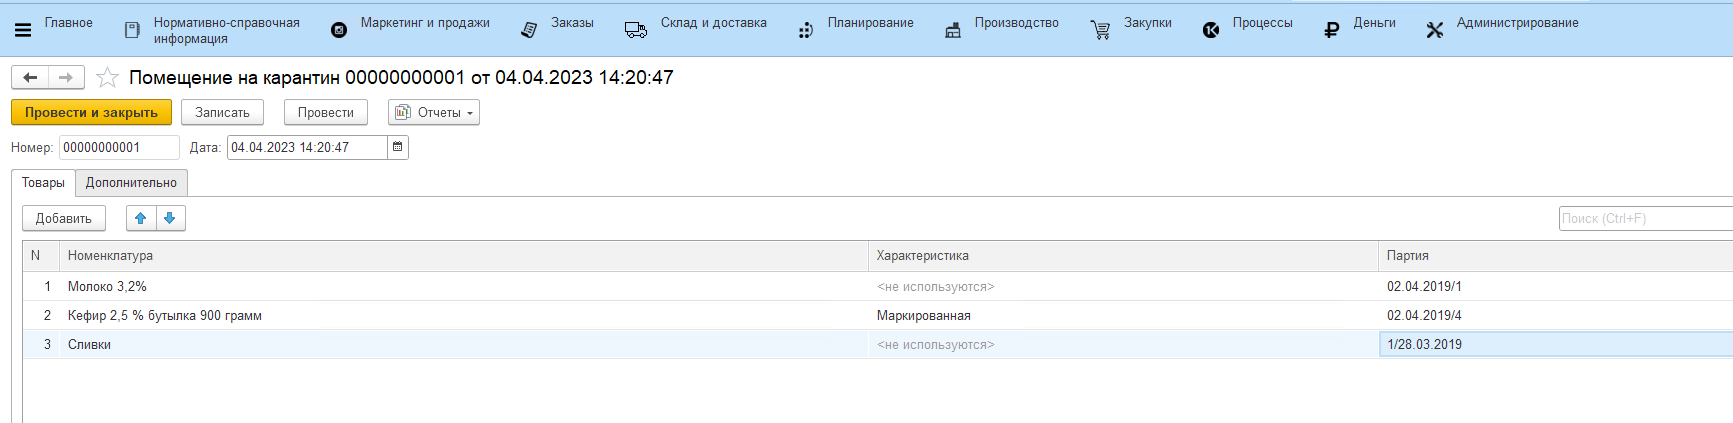 Главное
Нормативно-справочная
информация
Маркетинг и продажи
Заказы
Склад и доставка
Планирование
Производство
Закупки
Процессы
Деньги
Администрирование
Помещение на карантин 00000000001 от 04.04.2023 14:20:47
Провести и закрыть
Записать
Провести
Отчеты
Номер: 00000000001 Дата: 04.04.2023 14:20:47
Товары
Дополнительно
Добавить
Поиск (Ctrl+F)
N Номенклатура Характеристика Партия
1 Молоко 3,2% <не используются> 02.04.2019/1
2 Кефир 2,5 % бутылка 900 грамм Маркированная 02.04.2019/4
3 Сливки <не используются> 1/28.03.2019